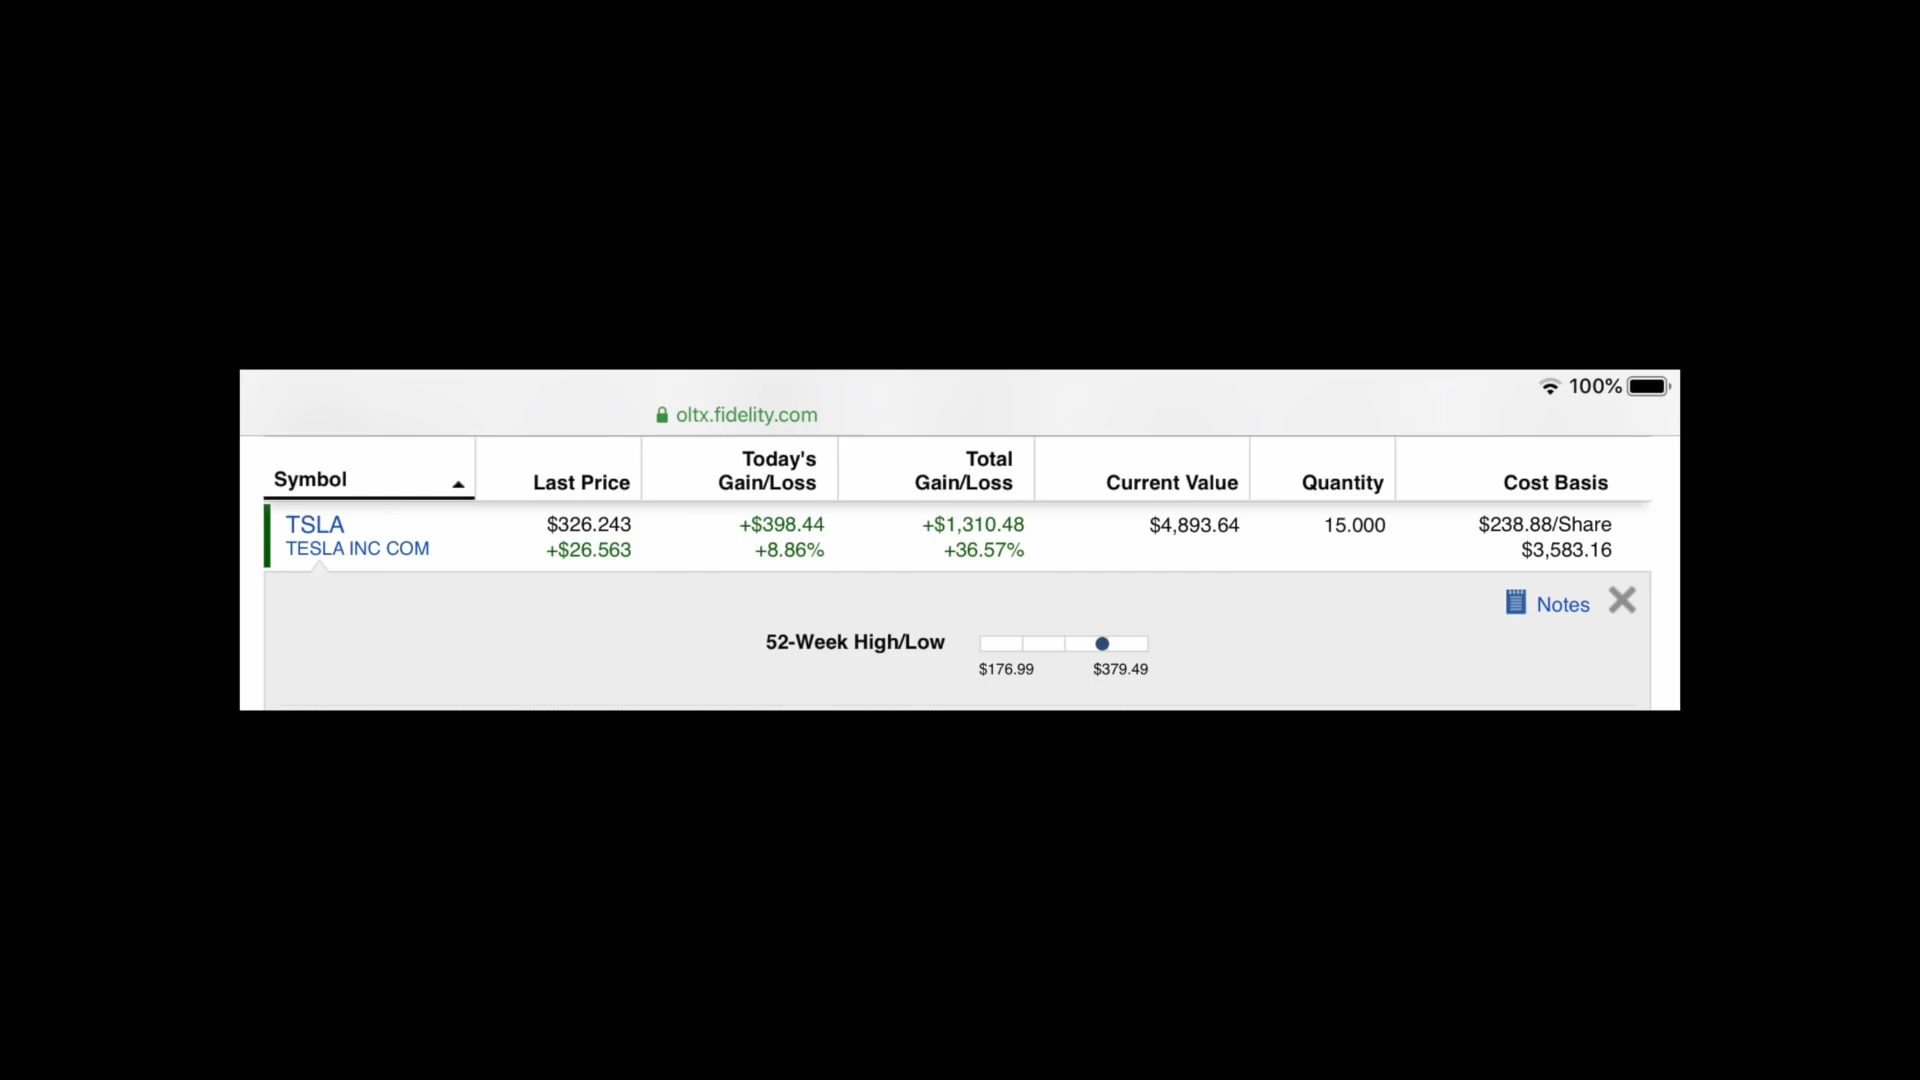 100%
oltx.fidelity.com
Symbol Last Price Today's Gain/Loss Total Gain/Loss Current Value Quantity Cost Basis
TSLA $326.243 +$398.44 +$1,310.48 $4,893.64 15.000 $238.88/Share
TESLA INC COM +$26.563 +8.86% +36.57% $3,583.16
Notes
52-Week High/Low
$176.99 $379.49